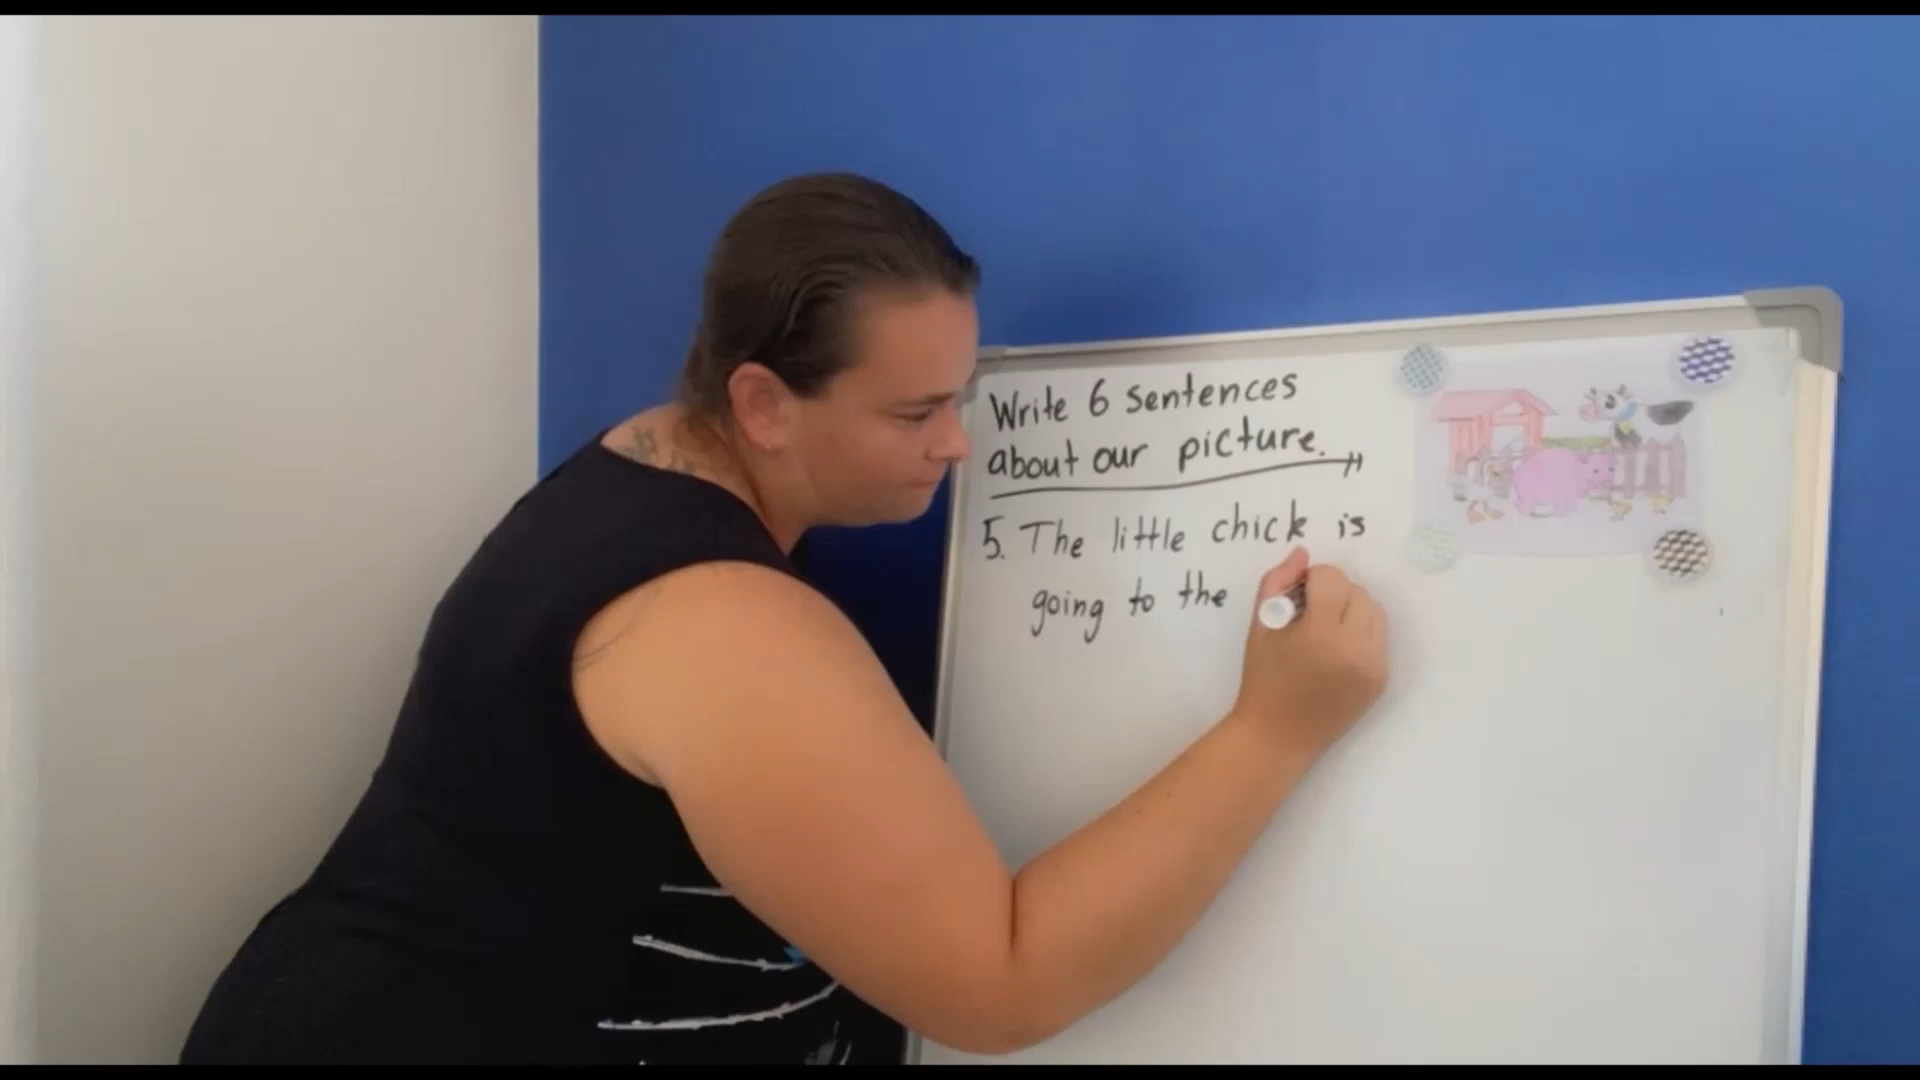 Write 6 sentences
about our picture.
5. The little chick is
going to the